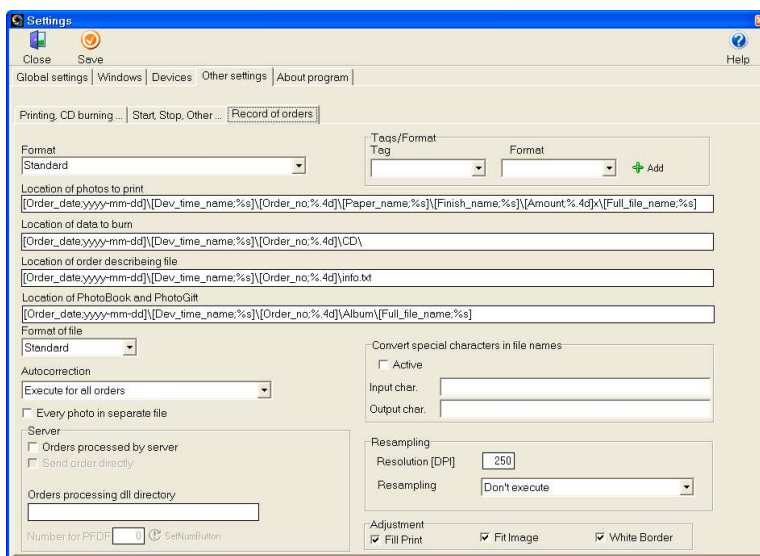 Settings
Close Save Help
Global settings Windows Devices Other settings About program
Printing, CD burning ... Start, Stop, Other ... Record of orders
Tags/Format
Format Tag Format
Standard Add
Location of photos to print
[Order_date;yyyy-mm-dd]\[Dev_time_name;%s]\[Order_no;%.4d]\[Paper_name;%s]\[Finish_name;%s]\[Amount;%.4d]x\[Full_file_name;%s]
Location of data to burn
[Order_date;yyyy-mm-dd]\[Dev_time_name;%s]\[Order_no;%.4d]\CD\
Location of order describeing file
[Order_date;yyyy-mm-dd]\[Dev_time_name;%s]\[Order_no;%.4d]\info.txt
Location of PhotoBook and PhotoGift
[Order_date;yyyy-mm-dd]\[Dev_time_name;%s]\[Order_no;%.4d]\Album\[Full_file_name;%s]
Format of file
Standard
Autocorrection
Execute for all orders
Every photo in separate file
Convert special characters in file names
Active
Input char.
Output char.
Server
Orders processed by server
Send order directly
Orders processing dll directory
Number for PFDF 0 SetNumButton
Resampling
Resolution [DPI] 250
Resampling Don't execute
Adjustment
Fill Print Fit Image White Border